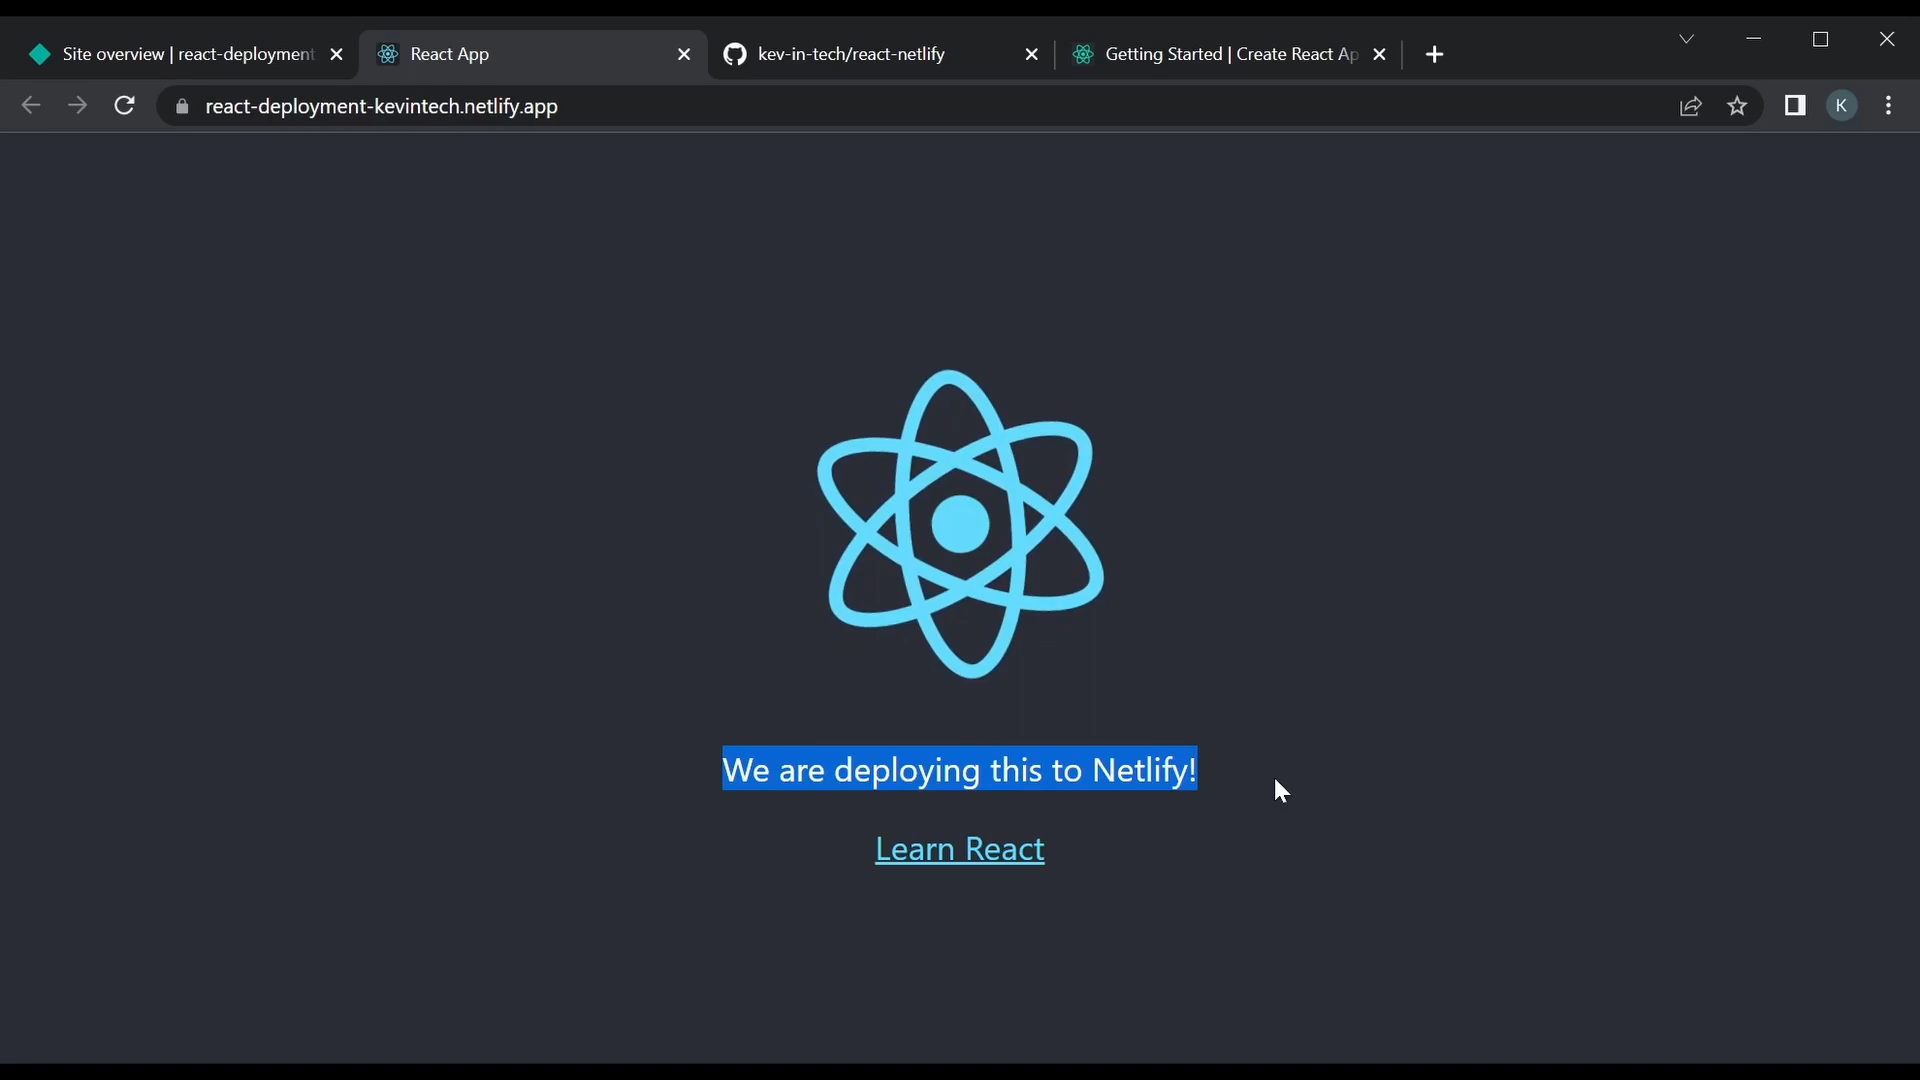 Site overview | react-deployment
React App
kev-in-tech/react-netlify
Getting Started | Create React Ap
react-deployment-kevintech.netlify.app
K
We are deploying this to Netlify!
Learn React